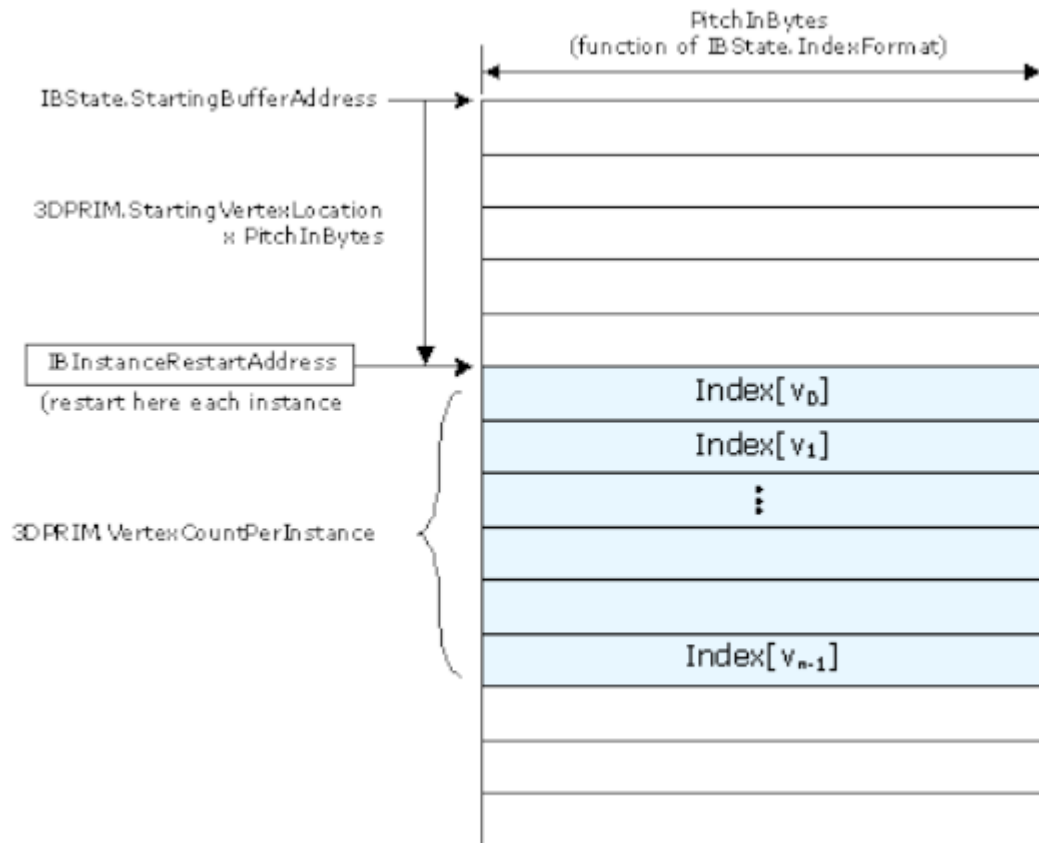 PitchInBytes
(function of IBState.IndexFormat)
IBState.StartingBufferAddress
3DPRIM.StartingVertexLocation
x PitchInBytes
IBInstanceRestartAddress
(restart here each instance
Index[v₀]
Index[v₁]
3DPRIM.VertexCountPerInstance
Index[vₙ₋₁]